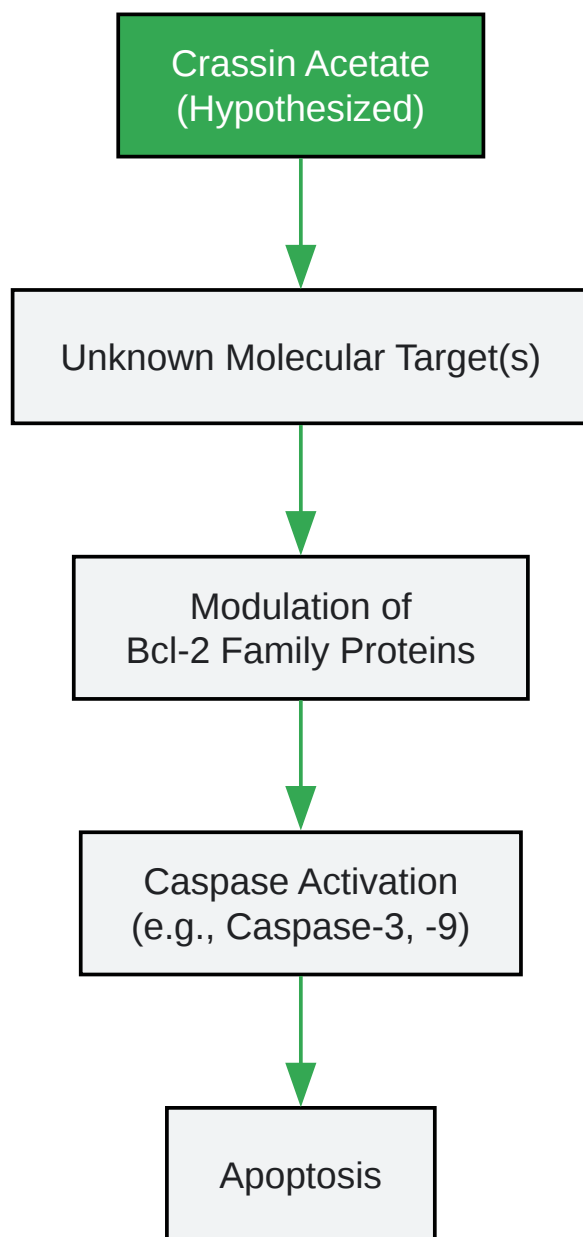 Crassin Acetate
(Hypothesized)
Unknown Molecular Target(s)
Modulation of
Bcl-2 Family Proteins
Caspase Activation
(e.g., Caspase-3, -9)
Apoptosis